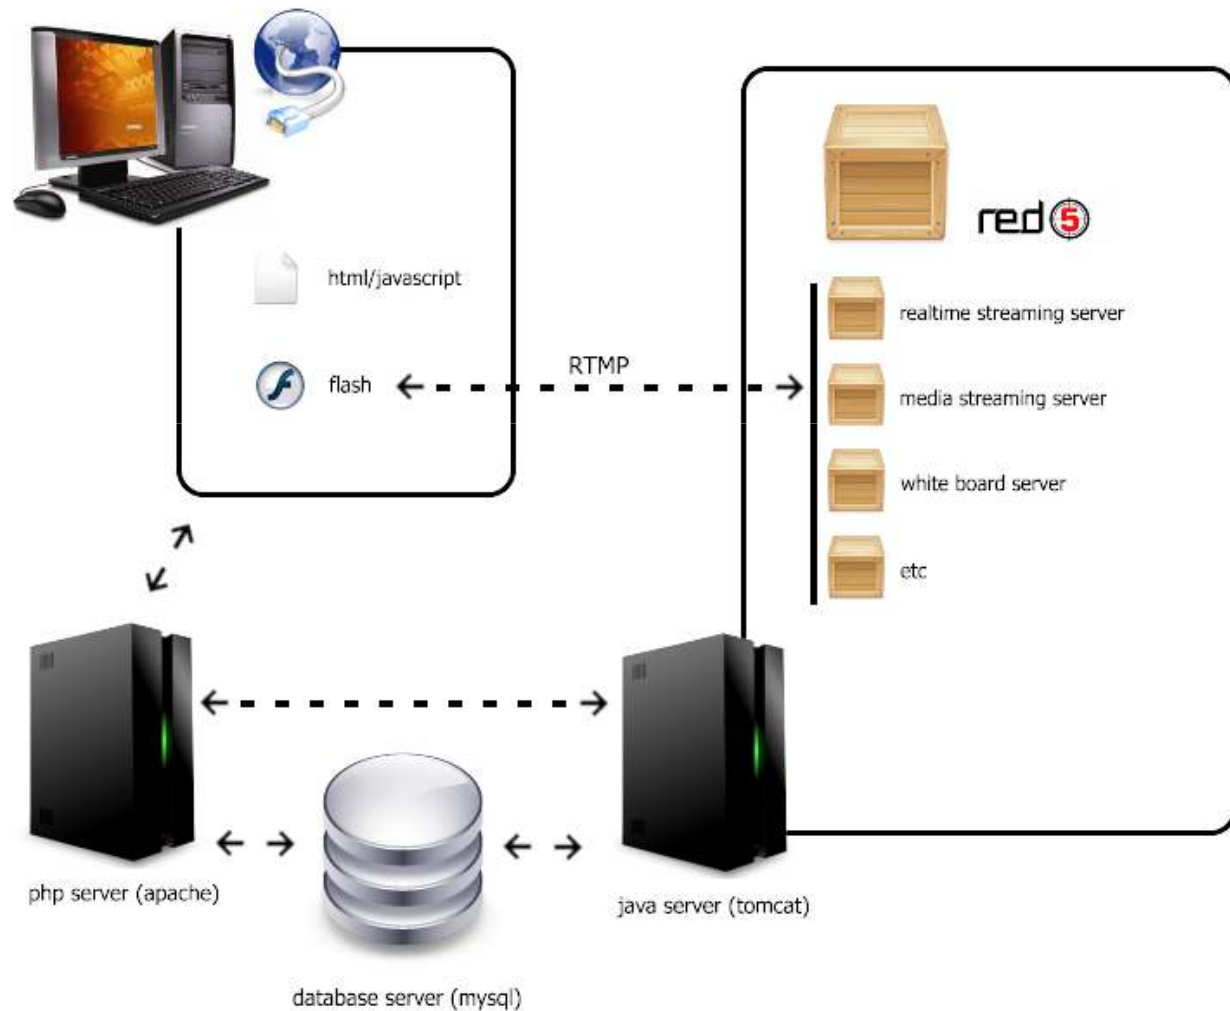 red5
html/javascript
realtime streaming server
RTMP
flash
media streaming server
white board server
etc
php server (apache)
java server (tomcat)
database server (mysql)